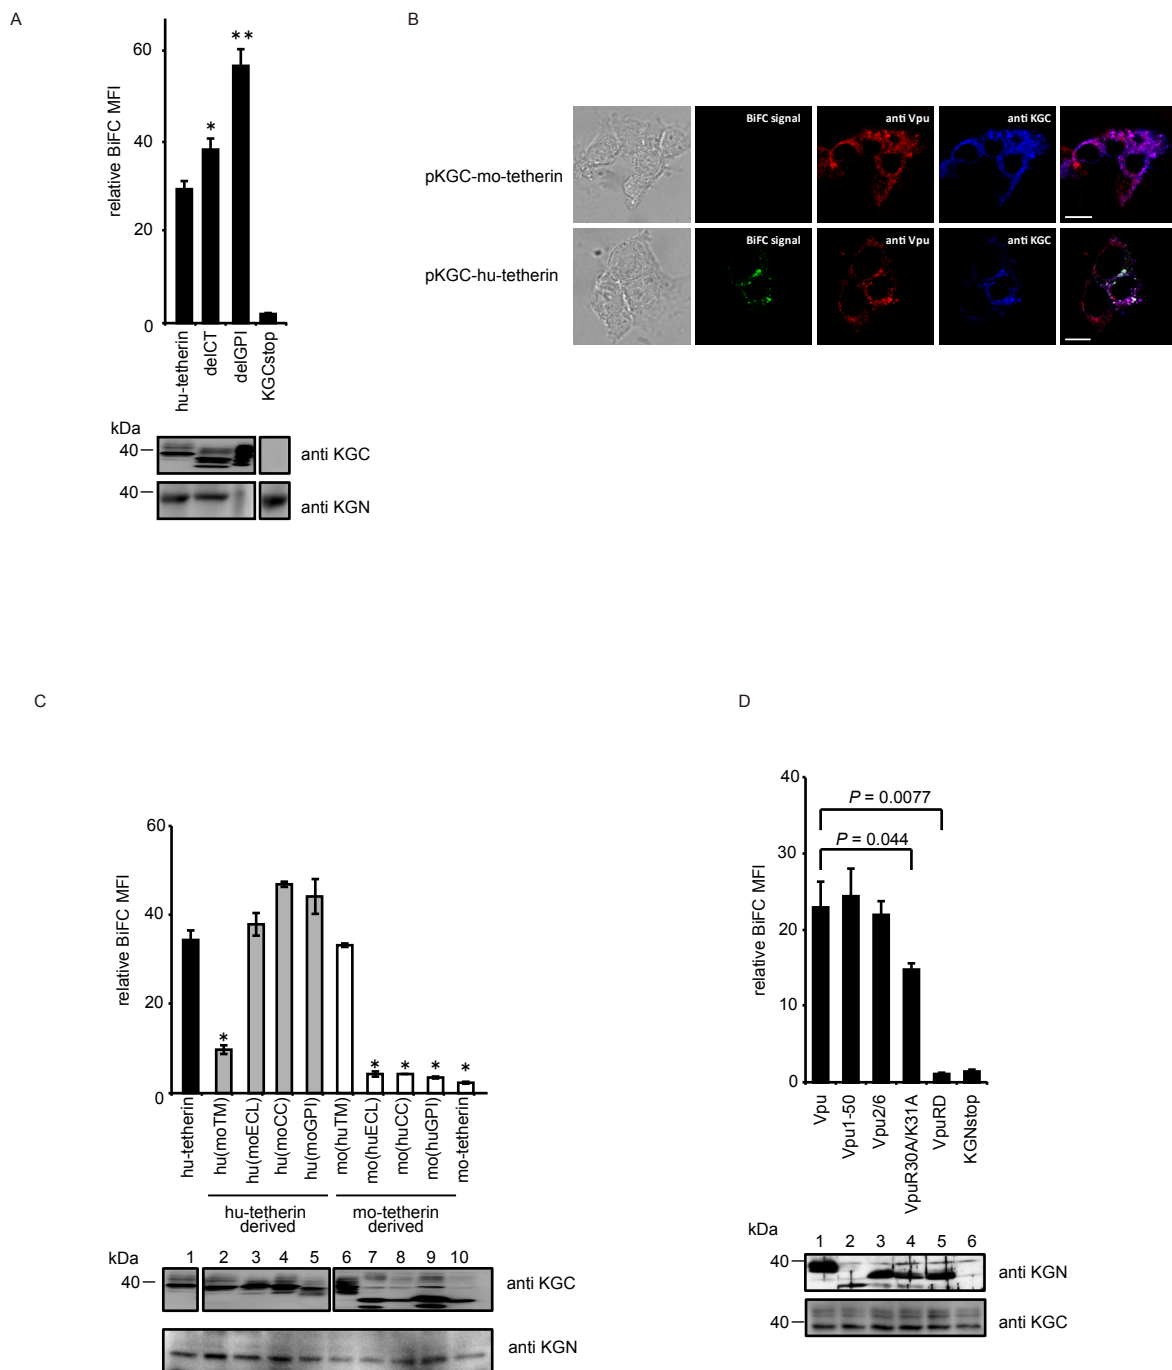 A
relative BiFC MFI
60
40
20
0
*
**
hu-tetherin
delCT
delGPI
KGCstop
kDa
40
anti KGC
40
anti KGN
B
BiFC signal
anti Vpu
anti KGC
pKGC-mo-tetherin
BiFC signal
anti Vpu
anti KGC
pKGC-hu-tetherin
C
relative BiFC MFI
60
40
20
0
*
* * * *
hu-tetherin
hu(moTM)
hu(moECL)
hu(moCC)
hu(moGPI)
mo(huTM)
mo(huECL)
mo(huCC)
mo(huGPI)
mo-tetherin
hu-tetherin
derived
mo-tetherin
derived
kDa
1 2 3 4 5 6 7 8 9 10
40
anti KGC
anti KGN
D
relative BiFC MFI
40
30
20
10
0
P = 0.0077
P = 0.044
Vpu
Vpu1-50
Vpu2/6
VpuR30A/K31A
VpuRD
KGNstop
kDa
1 2 3 4 5 6
40
anti KGN
40
anti KGC